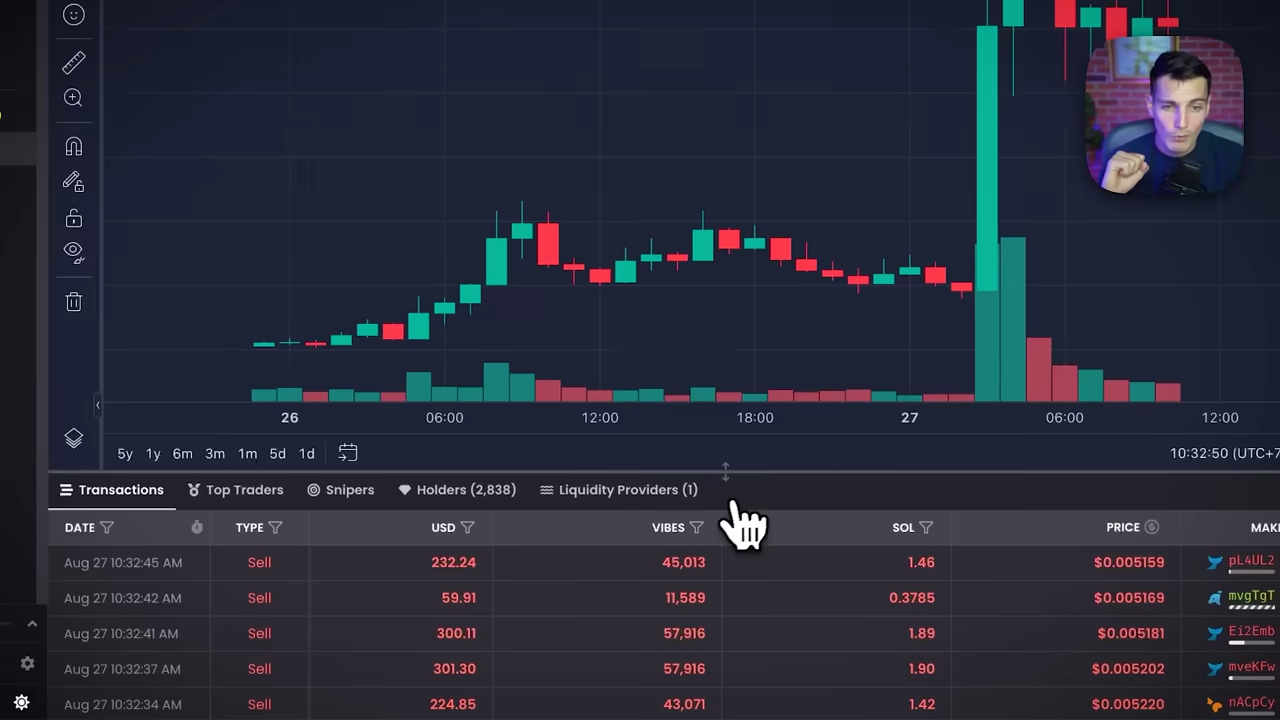 26 06:00 12:00 18:00 27 06:00 12:00
5y 1y 6m 3m 1m 5d 1d 10:32:50 (UTC+7
Transactions Top Traders Snipers Holders (2,838) Liquidity Providers (1)
DATE TYPE USD VIBES SOL PRICE MAK
Aug 27 10:32:45 AM Sell 232.24 45,013 1.46 $0.005159 pL4UL2
Aug 27 10:32:42 AM Sell 59.91 11,589 0.3785 $0.005169 mvgTgT
Aug 27 10:32:41 AM Sell 300.11 57,916 1.89 $0.005181 Ei2Emb
Aug 27 10:32:37 AM Sell 301.30 57,916 1.90 $0.005202 mveKFw
Aug 27 10:32:34 AM Sell 224.85 43,071 1.42 $0.005220 nACpCy